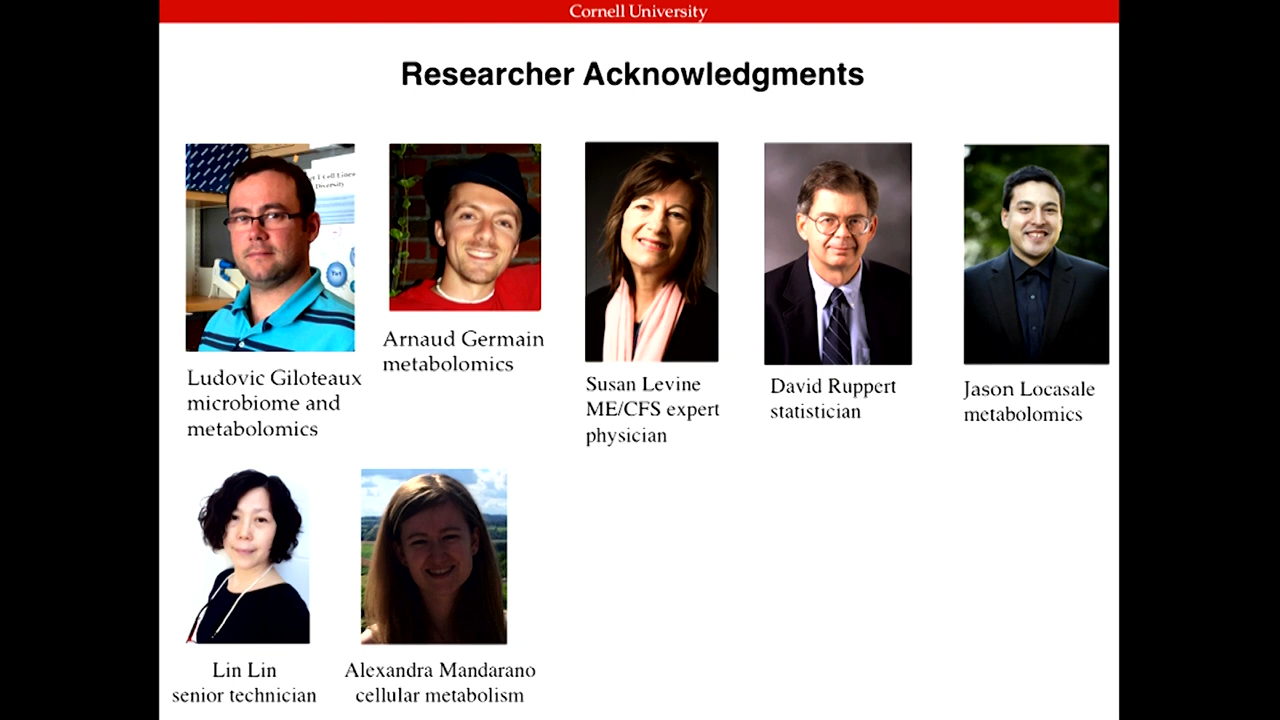 Cornell University
Researcher Acknowledgments
Ludovic Giloteaux
microbiome and
metabolomics
Arnaud Germain
metabolomics
Susan Levine
ME/CFS expert
physician
David Ruppert
statistician
Jason Locasale
metabolomics
Lin Lin
senior technician
Alexandra Mandarano
cellular metabolism